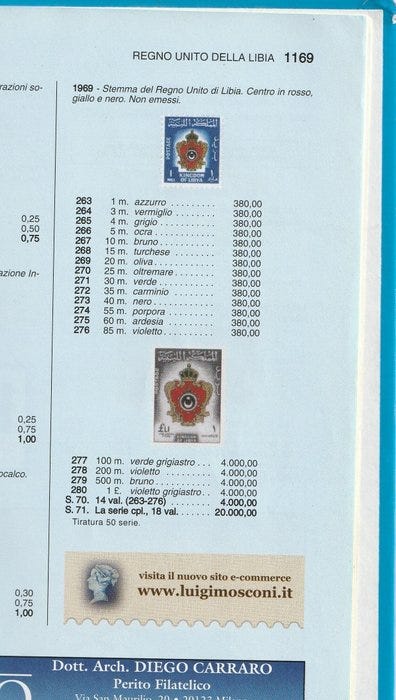 REGNO UNITO DELLA LIBIA 1169
razioni so-
1969 - Stemma del Regno Unito di Libia. Centro in rosso,
giallo e nero. Non emessi.
POSTAGE
KINGDOM
OF LIBYA
263 1 m. azzurro ......... 380,00
264 3 m. vermiglio ........ 380,00
265 4 m. grigio .......... 380,00
266 5 m. ocra ........... 380,00
267 10 m. bruno .......... 380,00
268 15 m. turchese ........ 380,00
269 20 m. oliva ........... 380,00
270 25 m. oltremare ....... 380,00
271 30 m. verde .......... 380,00
272 35 m. carminio ........ 380,00
273 40 m. nero ........... 380,00
274 55 m. porpora ........ 380,00
275 60 m. ardesia ......... 380,00
276 85 m. violetto ......... 380,00
0,25
0,50
0,75
azione In-
£1
277 100 m. verde grigiastro ... 4.000,00
278 200 m. violetto ......... 4.000,00
279 500 m. bruno .......... 4.000,00
280 1 £. violetto grigiastro .. 4.000,00
S. 70. 14 val. (263-276) ....... 4.000,00
S. 71. La serie cpl., 18 val. ...... 20.000,00
Tiratura 50 serie.
0,25
0,75
1,00
ocalco.
0,30
0,75
1,00
visita il nuovo sito e-commerce
www.luigimosconi.it
Dott. Arch. DIEGO CARRARO
Perito Filatelico
Via San Maurilio, 20 • 20123 Milano